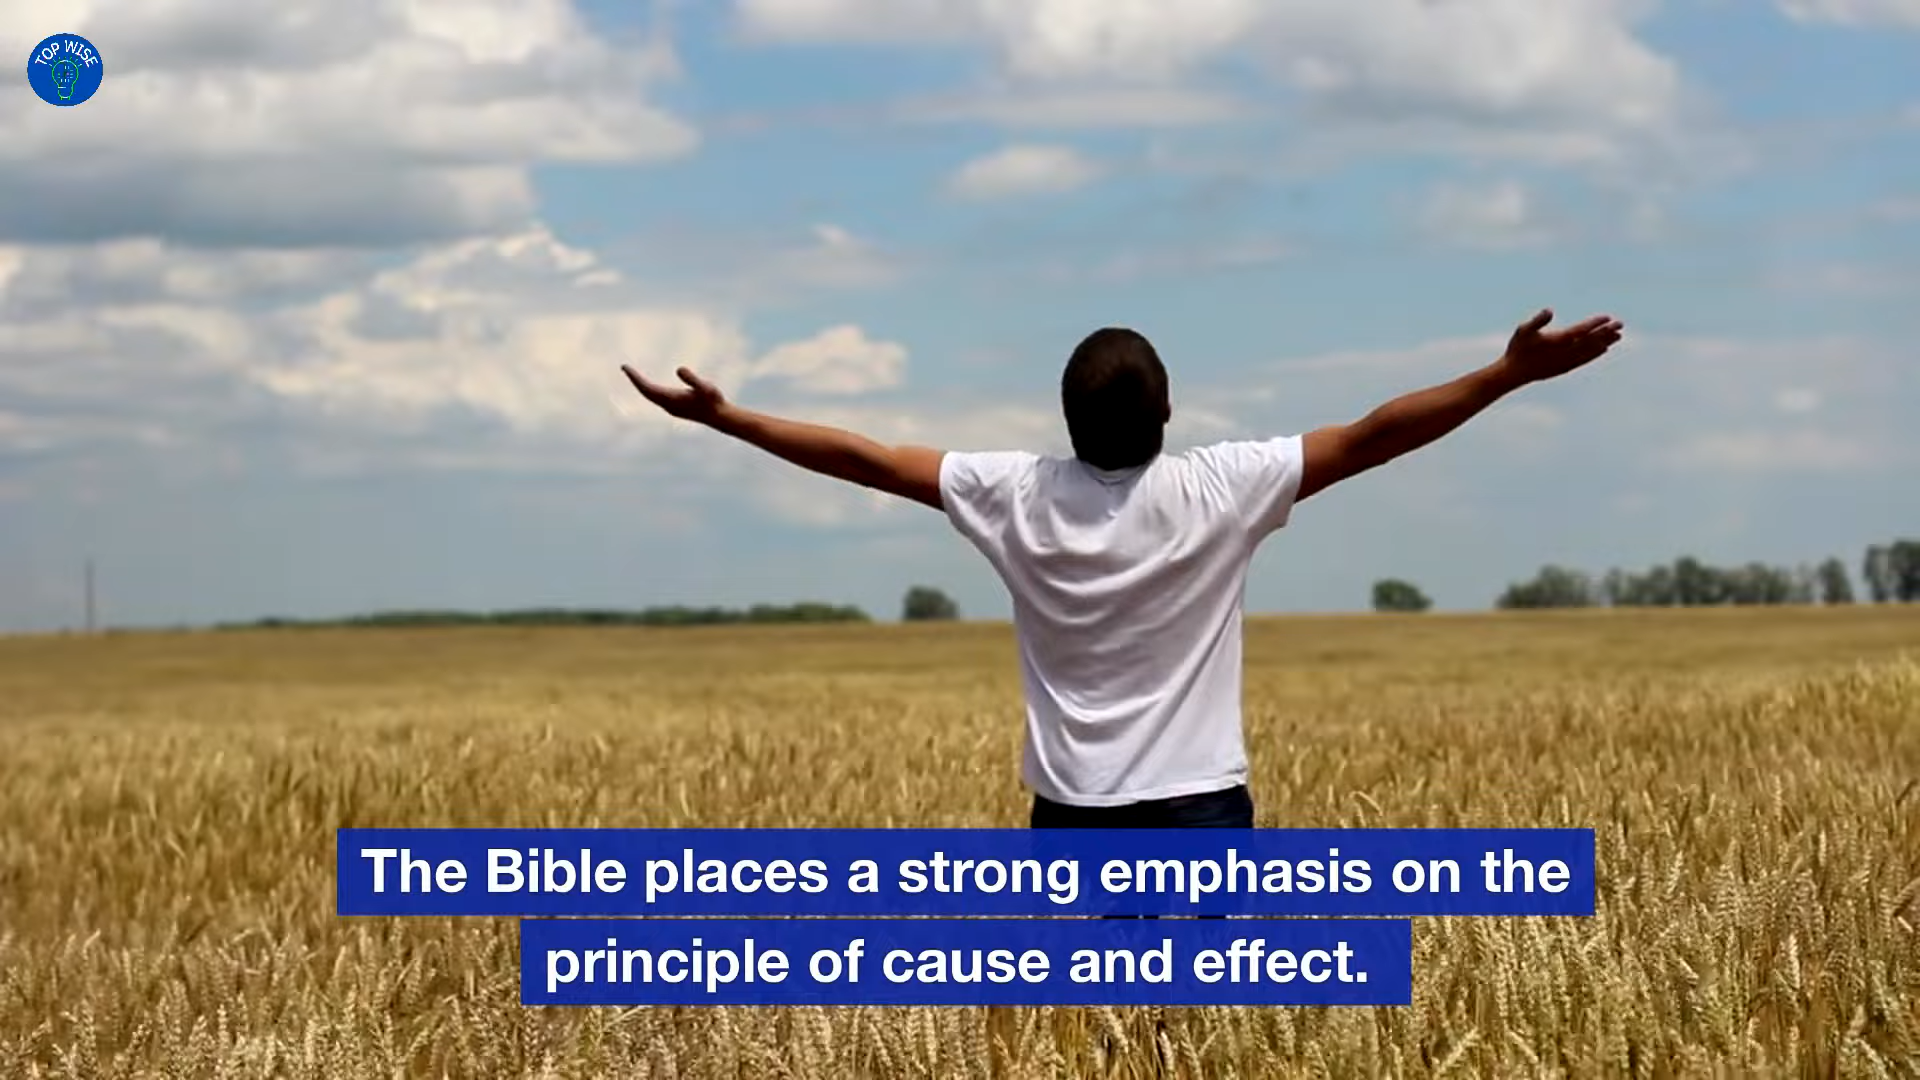 TOP WISE
The Bible places a strong emphasis on the
principle of cause and effect.